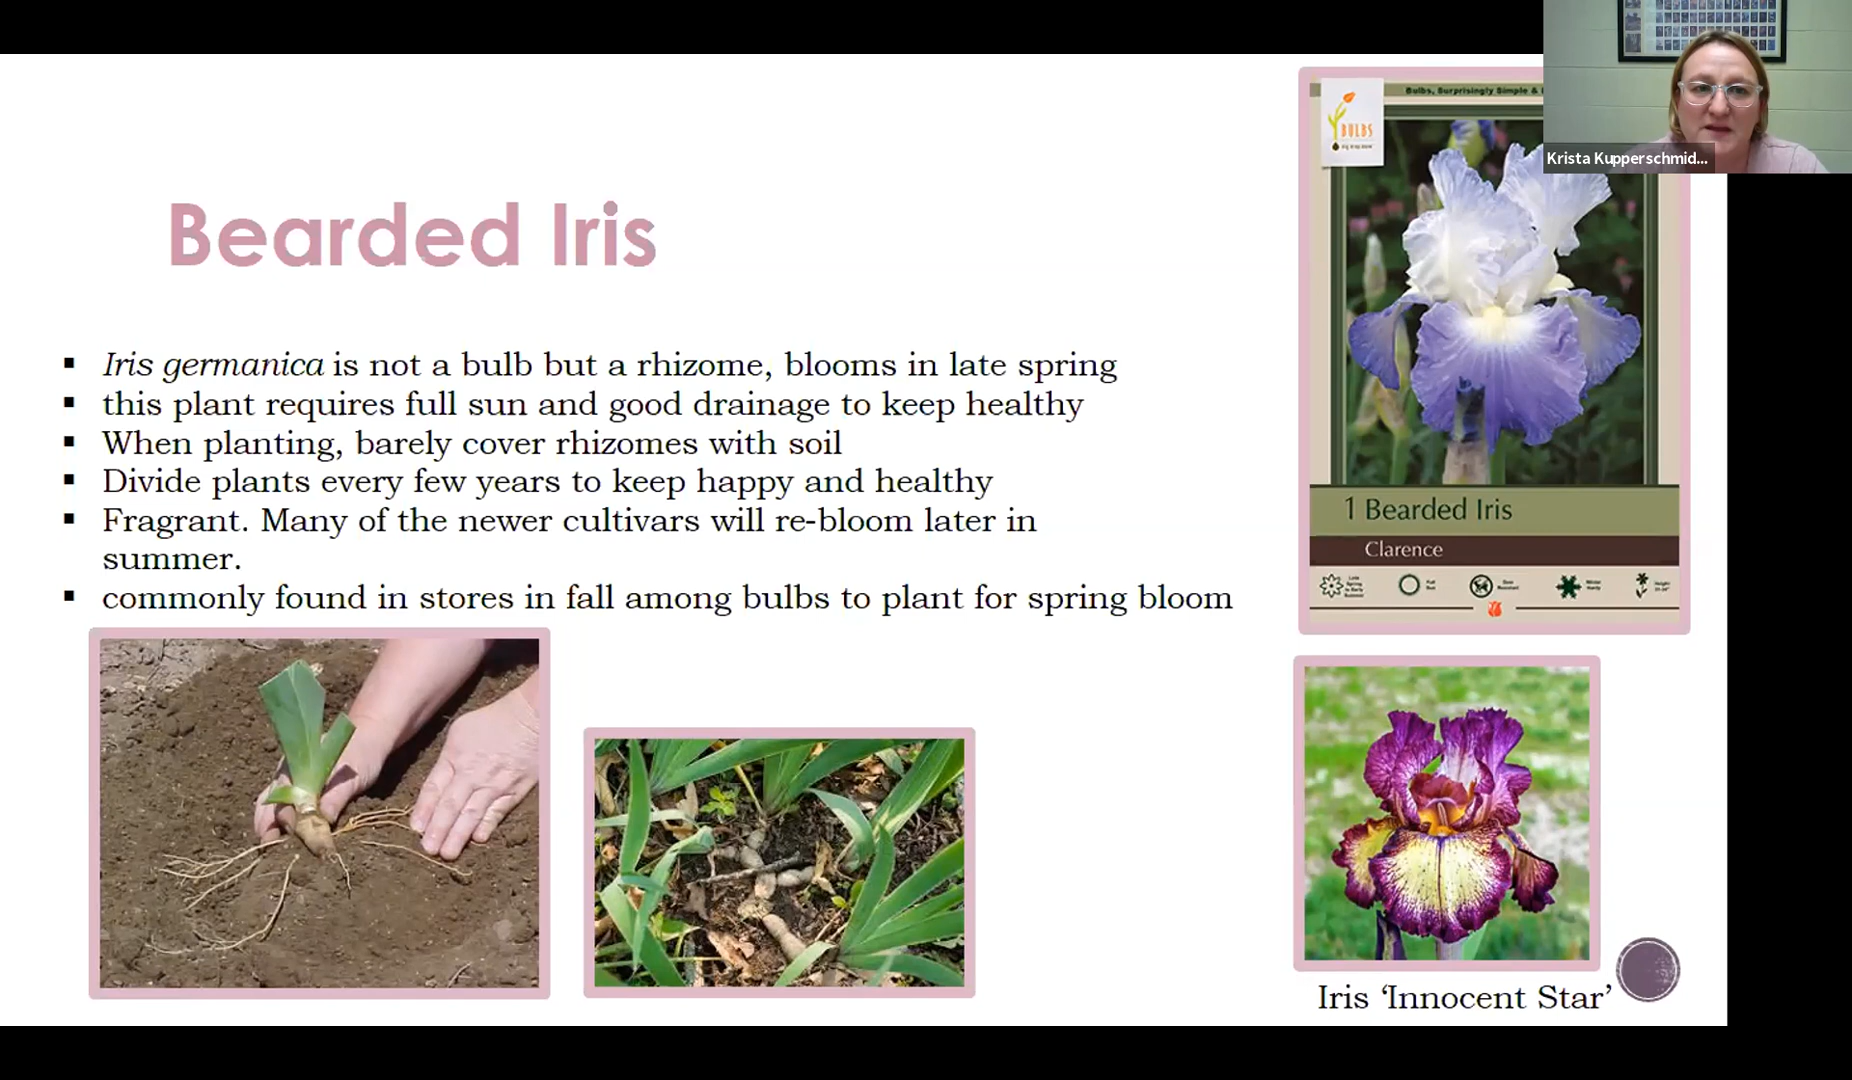 Bulbs, Surprisingly Simple &
BULBS
Krista Kupperschmid...
Bearded Iris
▪ Iris germanica is not a bulb but a rhizome, blooms in late spring
▪ this plant requires full sun and good drainage to keep healthy
▪ When planting, barely cover rhizomes with soil
▪ Divide plants every few years to keep happy and healthy
▪ Fragrant. Many of the newer cultivars will re-bloom later in
summer.
▪ commonly found in stores in fall among bulbs to plant for spring bloom
1 Bearded Iris
Clarence
Iris ‘Innocent Star’